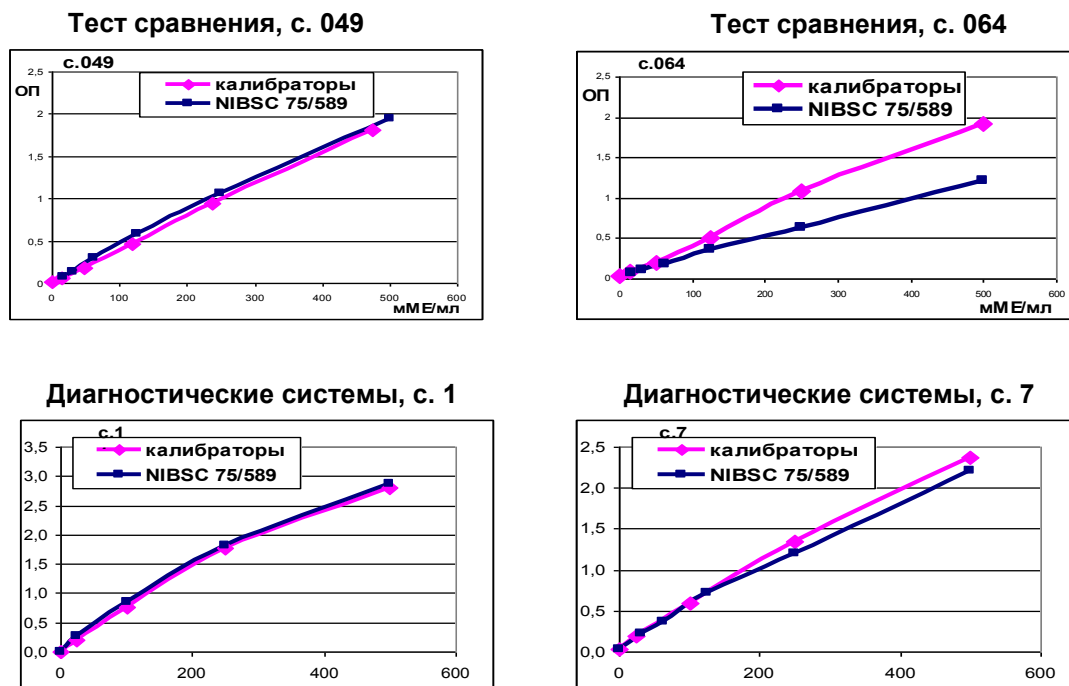 Тест сравнения, с. 049
с.049
2,5
ОП
калибраторы
NIBSC 75/589
2
1,5
1
0,5
0
0 100 200 300 400 500 600
мМЕ/мл
Тест сравнения, с. 064
с.064
2,5
ОП
калибраторы
NIBSC 75/589
2
1,5
1
0,5
0
0 100 200 300 400 500 600
мМЕ/мл
Диагностические системы, с. 1
с.1
3,5
калибраторы
3,0
NIBSC 75/589
2,5
2,0
1,5
1,0
0,5
0,0
0 200 400 600
Диагностические системы, с. 7
с.7
2,5
калибраторы
NIBSC 75/589
2,0
1,5
1,0
0,5
0,0
0 200 400 600